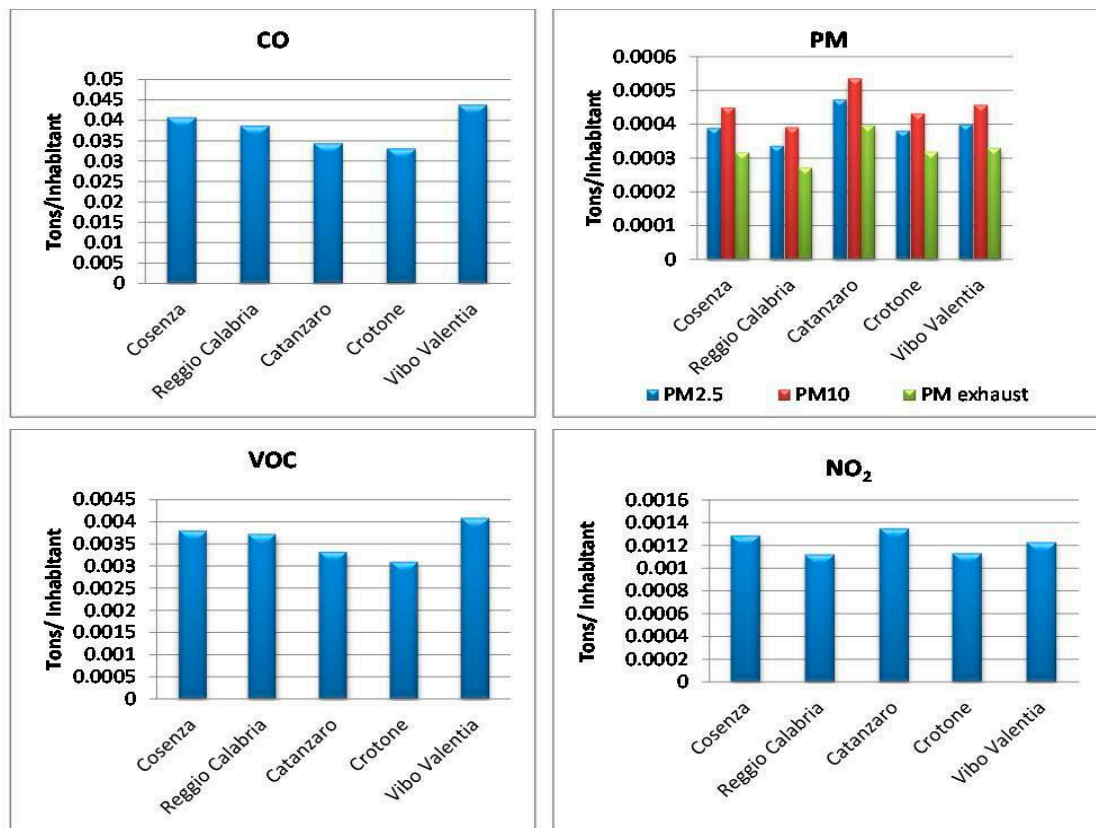 CO
Tons/Inhabitant
0.05
0.045
0.04
0.035
0.03
0.025
0.02
0.015
0.01
0.005
0
Cosenza
Reggio Calabria
Catanzaro
Crotone
Vibo Valentia
PM
Tons/Inhabitant
0.0006
0.0005
0.0004
0.0003
0.0002
0.0001
0
Cosenza
Reggio Calabria
Catanzaro
Crotone
Vibo Valentia
PM2.5 PM10 PM exhaust
VOC
Tons/ Inhabitant
0.0045
0.004
0.0035
0.003
0.0025
0.002
0.0015
0.001
0.0005
0
Cosenza
Reggio Calabria
Catanzaro
Crotone
Vibo Valentia
NO₂
Tons/Inhabitant
0.0016
0.0014
0.0012
0.001
0.0008
0.0006
0.0004
0.0002
0
Cosenza
Reggio Calabria
Catanzaro
Crotone
Vibo Valentia